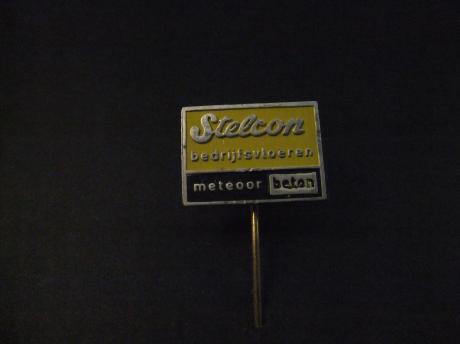 Stelcon
bedrijfsvloeren
meteoor beton